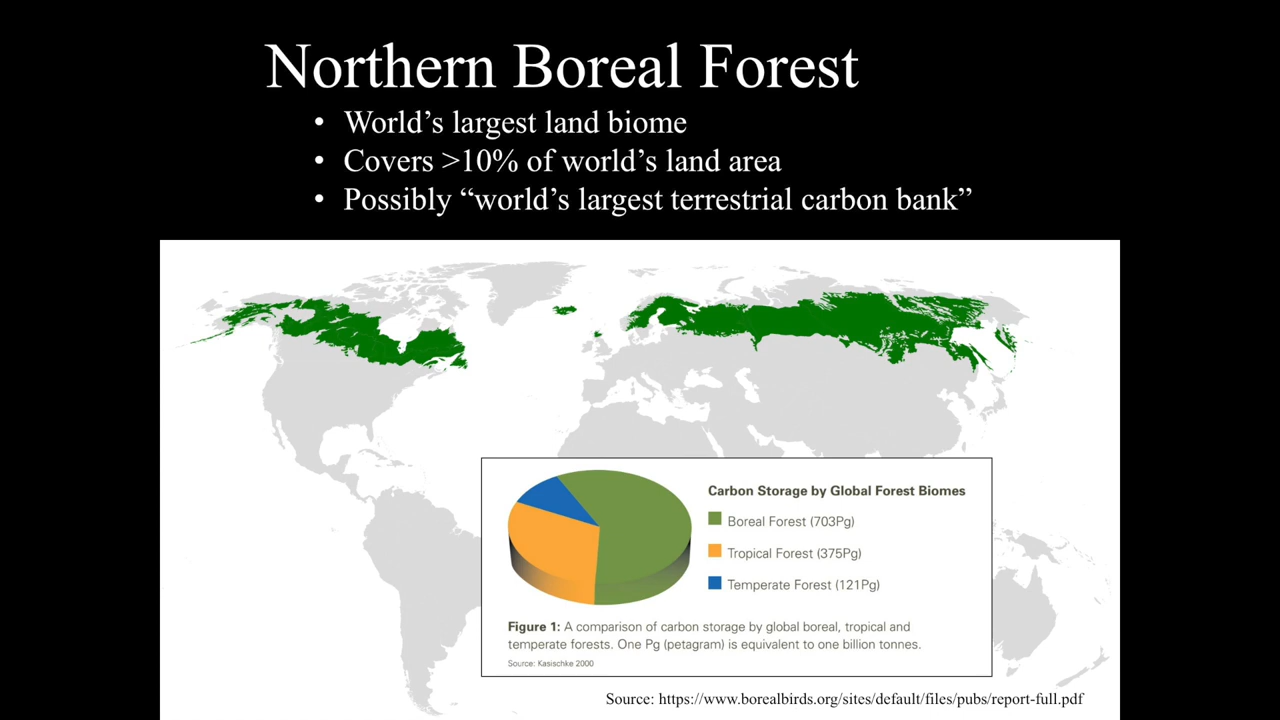 Northern Boreal Forest
• World’s largest land biome
• Covers >10% of world’s land area
• Possibly “world’s largest terrestrial carbon bank”
Carbon Storage by Global Forest Biomes
Boreal Forest (703Pg)
Tropical Forest (375Pg)
Temperate Forest (121Pg)
Figure 1: A comparison of carbon storage by global boreal, tropical and
temperate forests. One Pg (petagram) is equivalent to one billion tonnes.
Source: Kasischke 2000
Source: https://www.borealbirds.org/sites/default/files/pubs/report-full.pdf